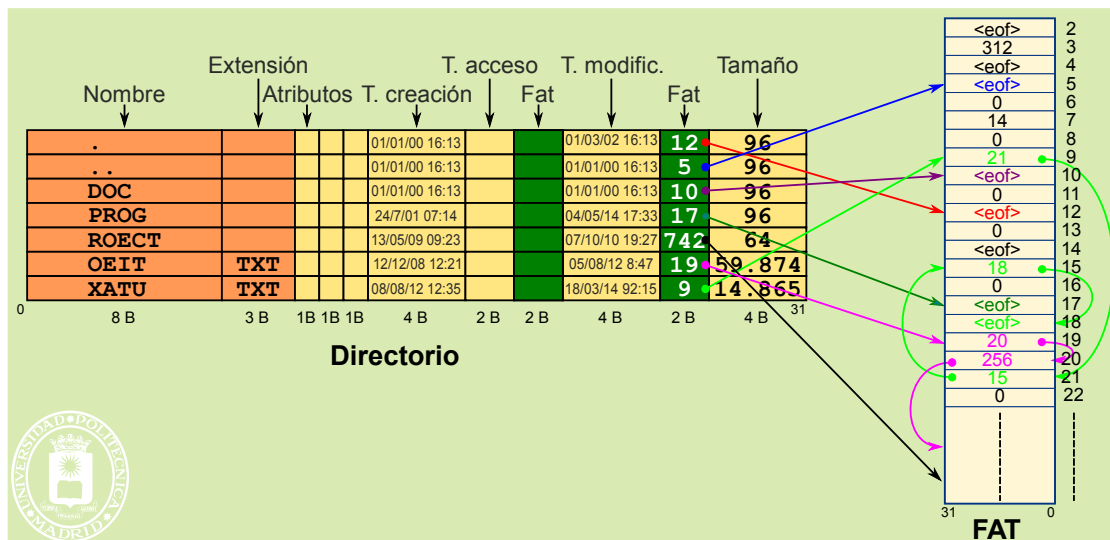 Extensión T. acceso T. modific. Tamaño
Nombre Atributos T. creación Fat Fat
. 01/01/00 16:13 01/03/02 16:13 12 96
.. 01/01/00 16:13 01/01/00 16:13 5 96
DOC 01/01/00 16:13 01/01/00 16:13 10 96
PROG 24/7/01 07:14 04/05/14 17:33 17 96
ROECT 13/05/09 09:23 07/10/10 19:27 742 64
OEIT TXT 12/12/08 12:21 05/08/12 8:47 19 59.874
XATU TXT 08/08/12 12:35 18/03/14 92:15 9 14.865
0 31
8 B 3 B 1B 1B 1B 4 B 2 B 2 B 4 B 2 B 4 B
Directorio
<eof> 2
312 3
<eof> 4
<eof> 5
0 6
14 7
0 8
21 9
<eof> 10
0 11
<eof> 12
0 13
<eof> 14
18 15
0 16
<eof> 17
<eof> 18
20 19
256 20
15 21
0 22
31 0
FAT
UNIVERSIDAD POLITECNICA
MADRID